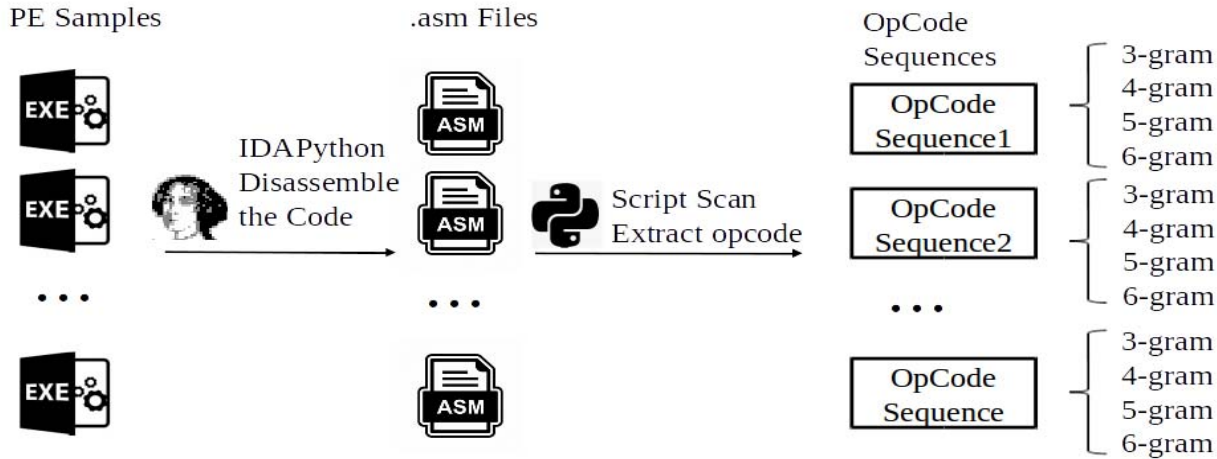 PE Samples
.asm Files
OpCode
Sequences
EXE
EXE
EXE
IDAPython
Disassemble
the Code
ASM
ASM
ASM
Script Scan
Extract opcode
OpCode
Sequence1
3-gram
4-gram
5-gram
6-gram
OpCode
Sequence2
3-gram
4-gram
5-gram
6-gram
OpCode
Sequence
3-gram
4-gram
5-gram
6-gram